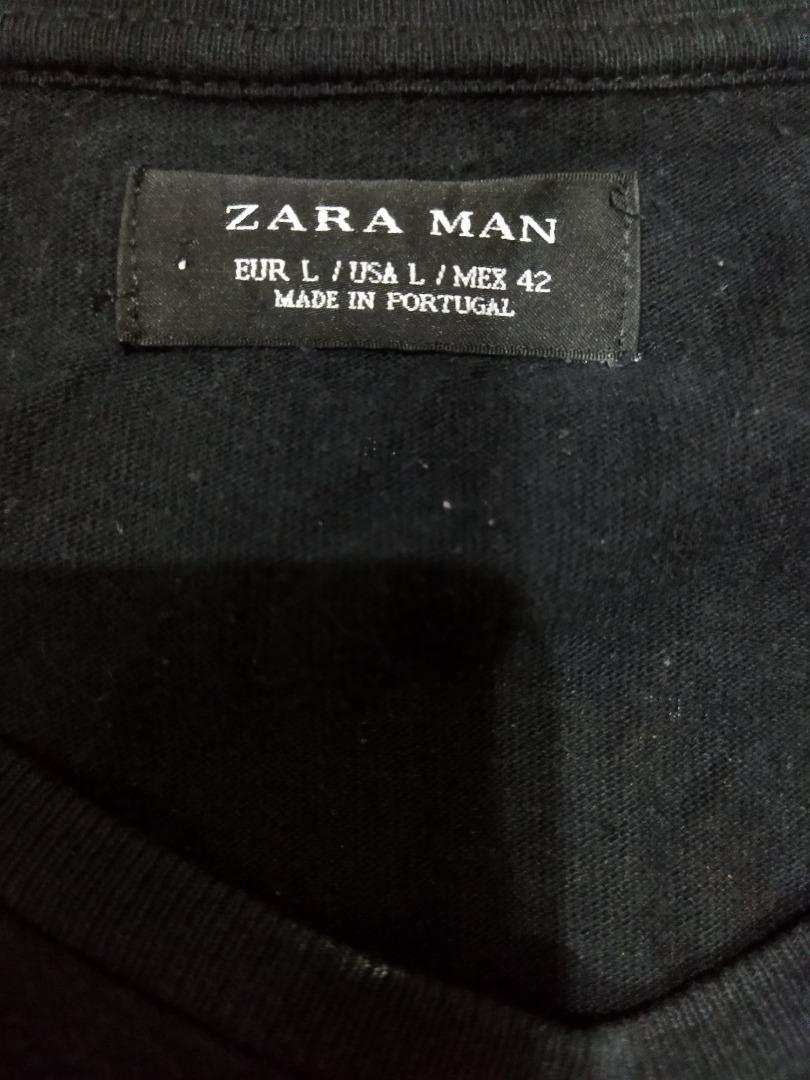 ZARA MAN
EUR L / USA L / MEX 42
MADE IN PORTUGAL